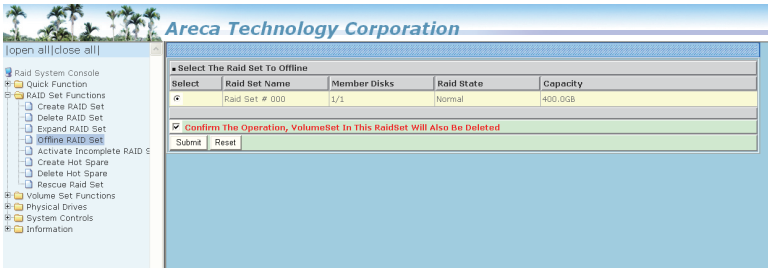 Areca Technology Corporation
|open all|close all|
Raid System Console
Quick Function
RAID Set Functions
Create RAID Set
Delete RAID Set
Expand RAID Set
Offline RAID Set
Activate Incomplete RAID S
Create Hot Spare
Delete Hot Spare
Rescue Raid Set
Volume Set Functions
Physical Drives
System Controls
Information
Select The Raid Set To Offline
Select Raid Set Name Member Disks Raid State Capacity
Raid Set # 000 1/1 Normal 400.0GB
Confirm The Operation, VolumeSet In This RaidSet Will Also Be Deleted
Submit Reset